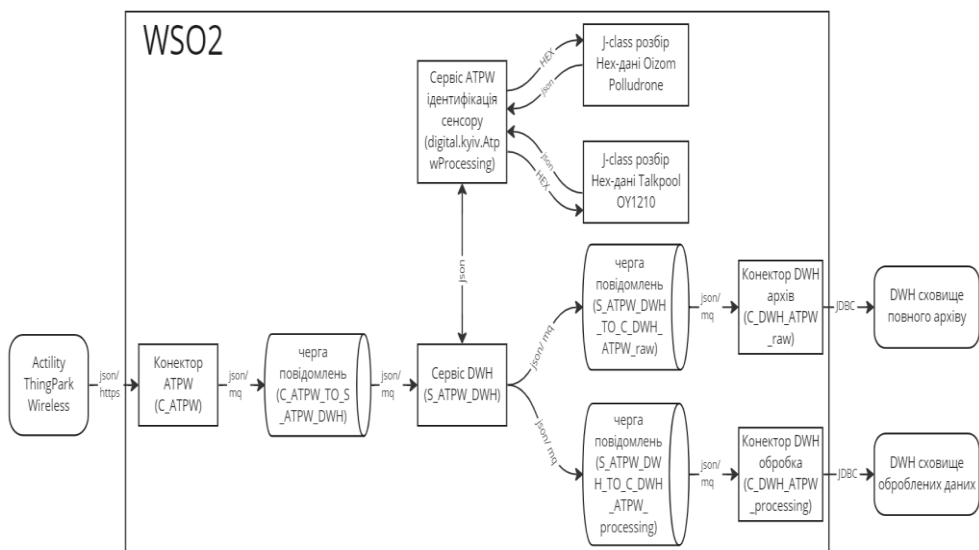 WSO2
J-class розбір
Hex-дані Oizom
Polludrone
HEX
json
Сервіс ATPW
ідентифікація
сенсору
(digital.kyiv.Atp
wProcessing)
json
HEX
J-class розбір
Hex-дані Talkpool
OY1210
json
черга
повідомлень
(S_ATPW_DWH
_TO_C_DWH_
ATPW_raw)
json/
mq
Конектор DWH
архів
(C_DWH_ATPW
_raw)
JDBC
DWH сховище
повного архіву
json/ mq
Actility
ThingPark
Wireless
json/
https
Конектор
ATPW
(C_ATPW)
json/
mq
черга
повідомлень
(C_ATPW_TO_S
_ATPW_DWH)
json/
mq
Сервіс DWH
(S_ATPW_DWH)
json/ mq
черга
повідомлень
(S_ATPW_DW
H_TO_C_DWH
_ATPW_
processing)
json/
mq
Конектор DWH
обробка
(C_DWH_ATPW
_processing)
JDBC
DWH сховище
оброблених даних